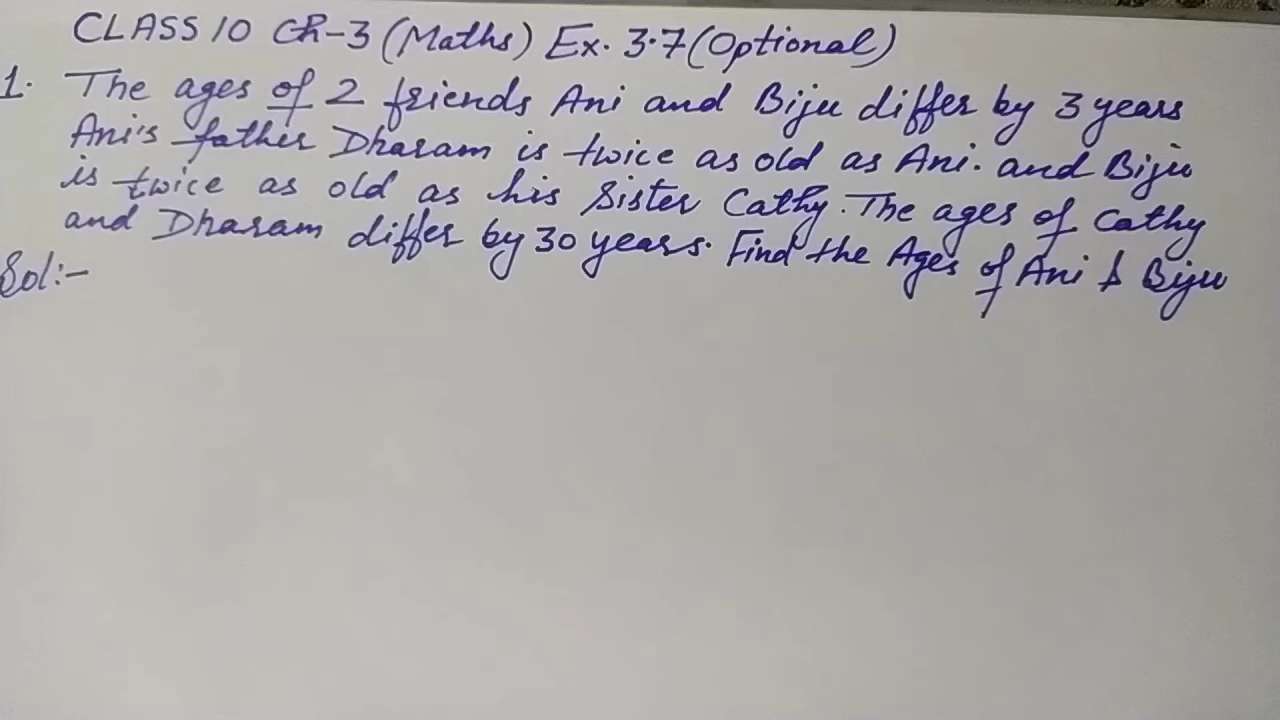 CLASS 10 Ch-3 (Maths) Ex. 3.7 (Optional)
1. The ages of 2 friends Ani and Biju differ by 3 years
Ani's father Dharam is twice as old as Ani. and Biju
is twice as old as his Sister Cathy. The ages of Cathy
and Dharam differ by 30 years. Find the Ages of Ani & Biju
Sol:-